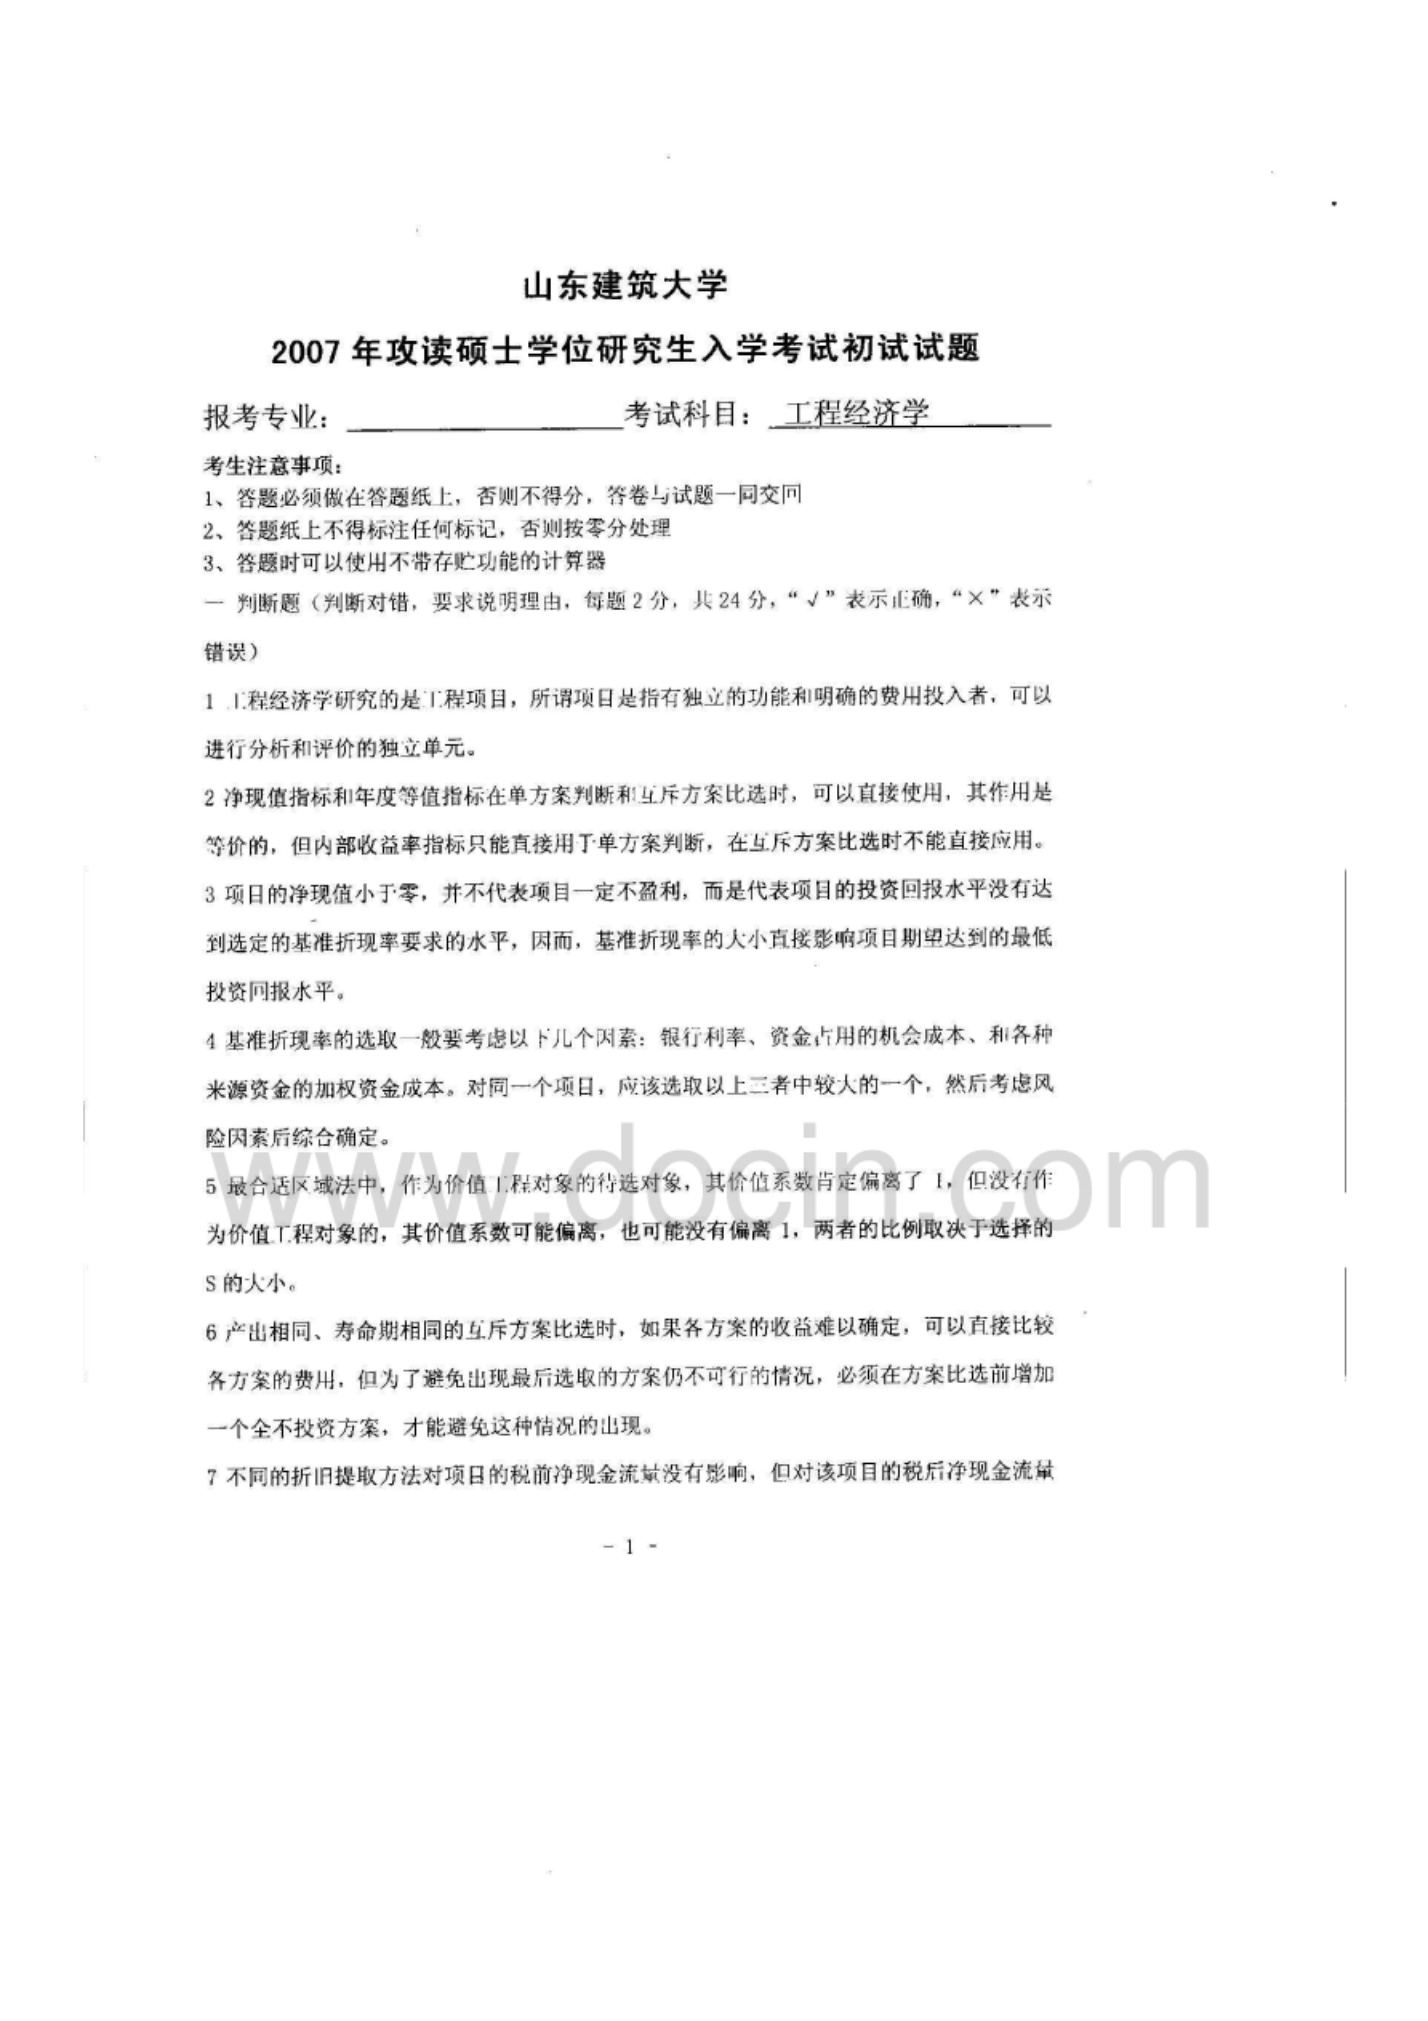 山东建筑大学
2007 年攻读硕士学位研究生入学考试初试试题
报考专业： 考试科目： 工程经济学
考生注意事项：
1、答题必须做在答题纸上，否则不得分，答卷与试题一同交回
2、答题纸上不得标注任何标记，否则按零分处理
3、答题时可以使用不带存贮功能的计算器
一 判断题（判断对错，要求说明理由，每题 2 分，共 24 分，“√”表示正确，“×”表示
错误）
1 工程经济学研究的是工程项目，所谓项目是指有独立的功能和明确的费用投入者，可以
进行分析和评价的独立单元。
2 净现值指标和年度等值指标在单方案判断和互斥方案比选时，可以直接使用，其作用是
等价的，但内部收益率指标只能直接用于单方案判断，在互斥方案比选时不能直接应用。
3 项目的净现值小于零，并不代表项目一定不盈利，而是代表项目的投资回报水平没有达
到选定的基准折现率要求的水平，因而，基准折现率的大小直接影响项目期望达到的最低
投资回报水平。
4 基准折现率的选取一般要考虑以下几个因素：银行利率、资金占用的机会成本、和各种
来源资金的加权资金成本。对同一个项目，应该选取以上三者中较大的一个，然后考虑风
险因素后综合确定。
5 最合适区域法中，作为价值工程对象的待选对象，其价值系数肯定偏离了 1，但没有作
为价值工程对象的，其价值系数可能偏离，也可能没有偏离 1，两者的比例取决于选择的
S 的大小。
6 产出相同、寿命期相同的互斥方案比选时，如果各方案的收益难以确定，可以直接比较
各方案的费用，但为了避免出现最后选取的方案仍不可行的情况，必须在方案比选前增加
一个全不投资方案，才能避免这种情况的出现。
7 不同的折旧提取方法对项目的税前净现金流量没有影响，但对该项目的税后净现金流量
- 1 -
www.docin.com